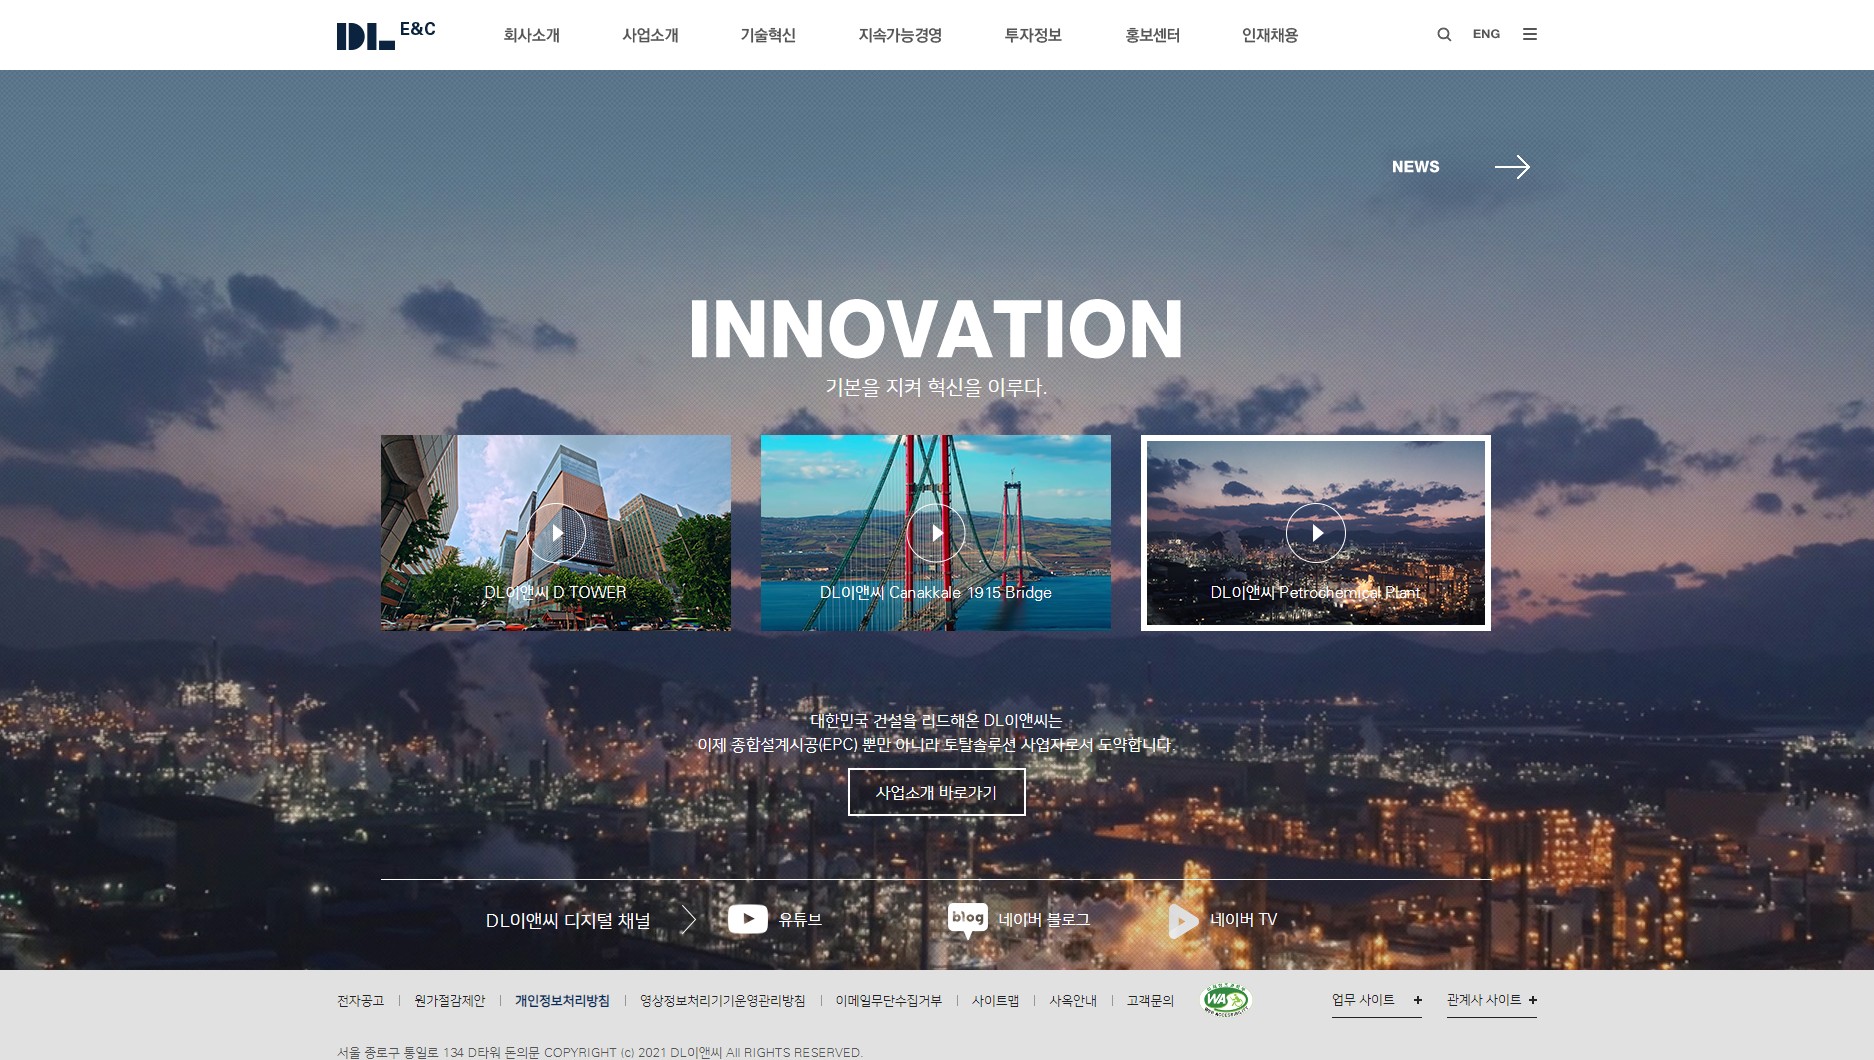 DL E&C
회사소개 사업소개 기술혁신 지속가능경영 투자정보 홍보센터 인재채용 ENG
NEWS
INNOVATION
기본을 지켜 혁신을 이루다.
DL이앤씨 D TOWER
DL이앤씨 Canakkale 1915 Bridge
DL이앤씨 Petrochemical Plant
대한민국 건설을 리드해온 DL이앤씨는
이제 종합설계시공(EPC) 뿐만 아니라 토탈솔루션 사업자로서 도약합니다.
사업소개 바로가기
DL이앤씨 디지털 채널 유튜브 blog 네이버 블로그 네이버 TV
전자공고 원가절감제안 개인정보처리방침 영상정보처리기기운영관리방침 이메일무단수집거부 사이트맵 사옥안내 고객문의 WA 업무 사이트 관계사 사이트
서울 종로구 통일로 134 D타워 돈의문 COPYRIGHT (c) 2021 DL이앤씨 All RIGHTS RESERVED.